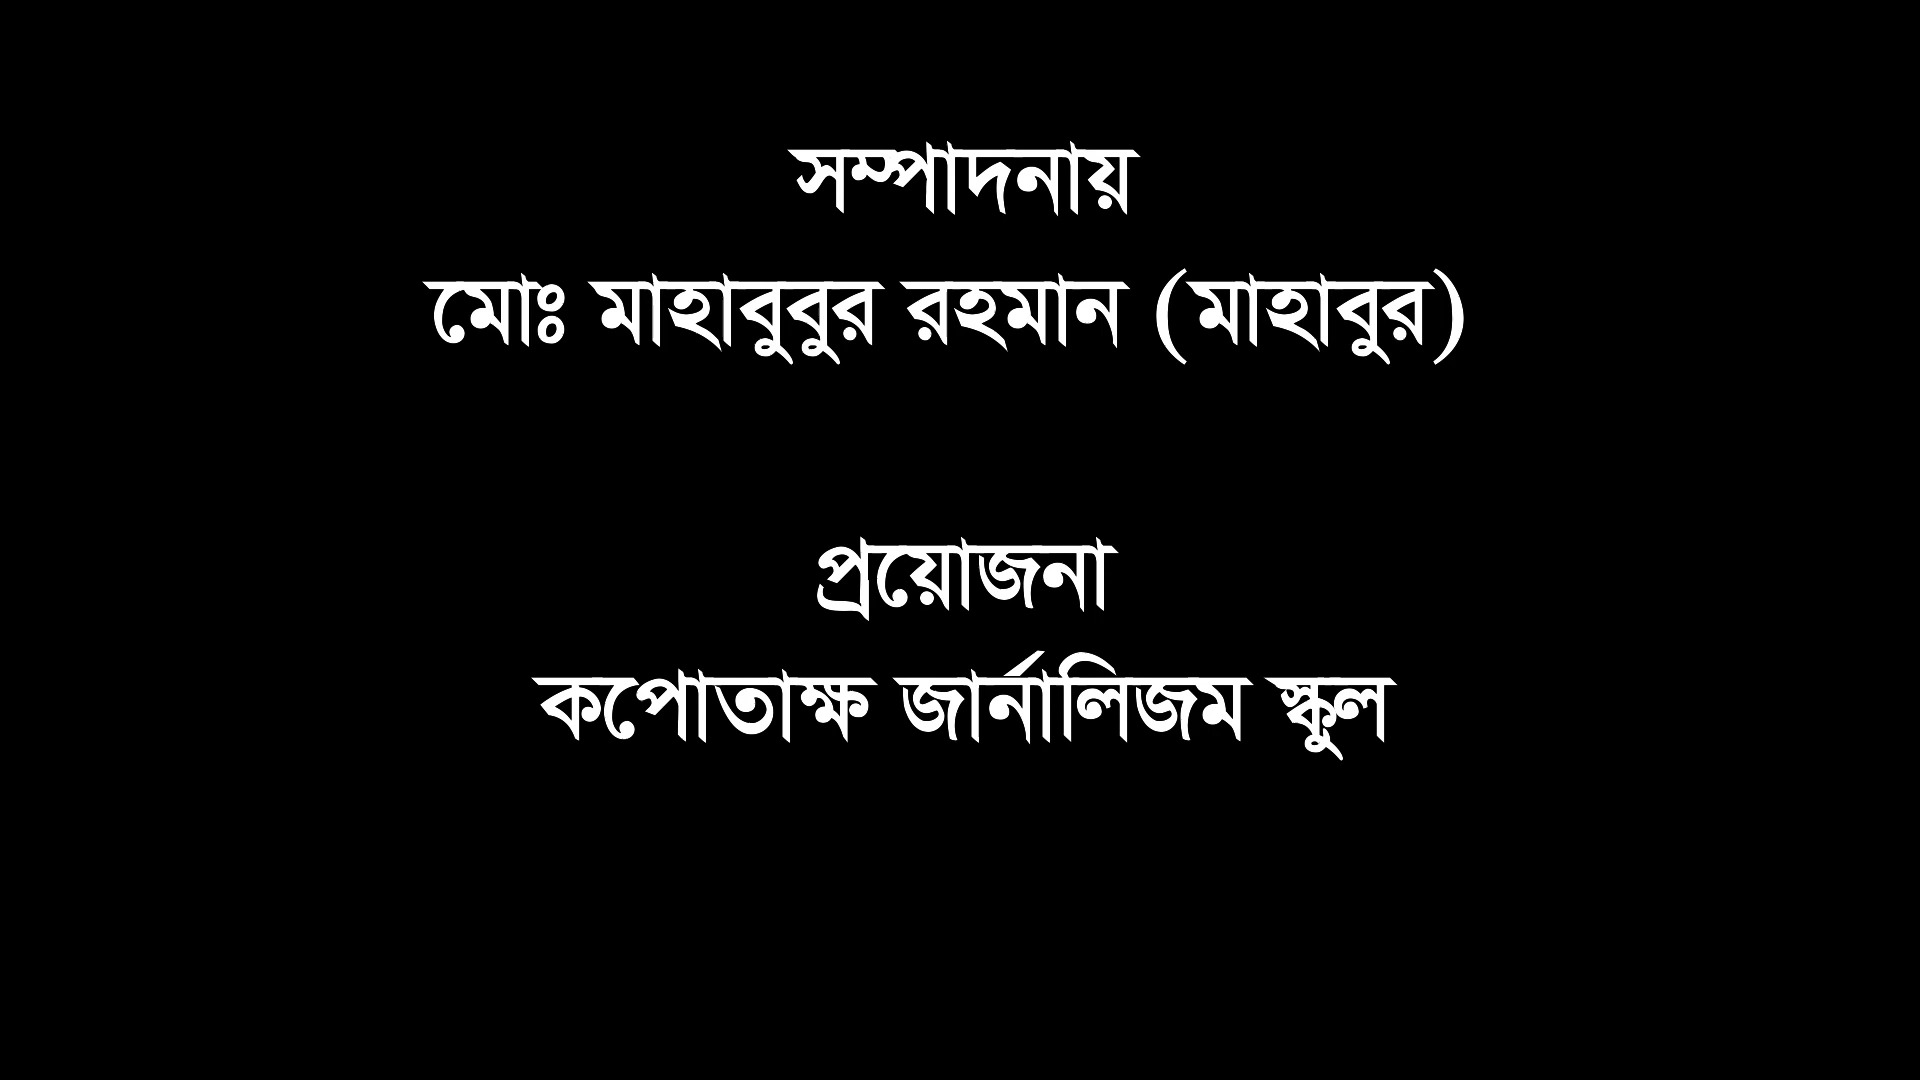 সম্পাদনায়
মোঃ মাহাবুবুর রহমান (মাহাবুর)
প্রয়োজনা
কপোতাক্ষ জার্নালিজম স্কুল